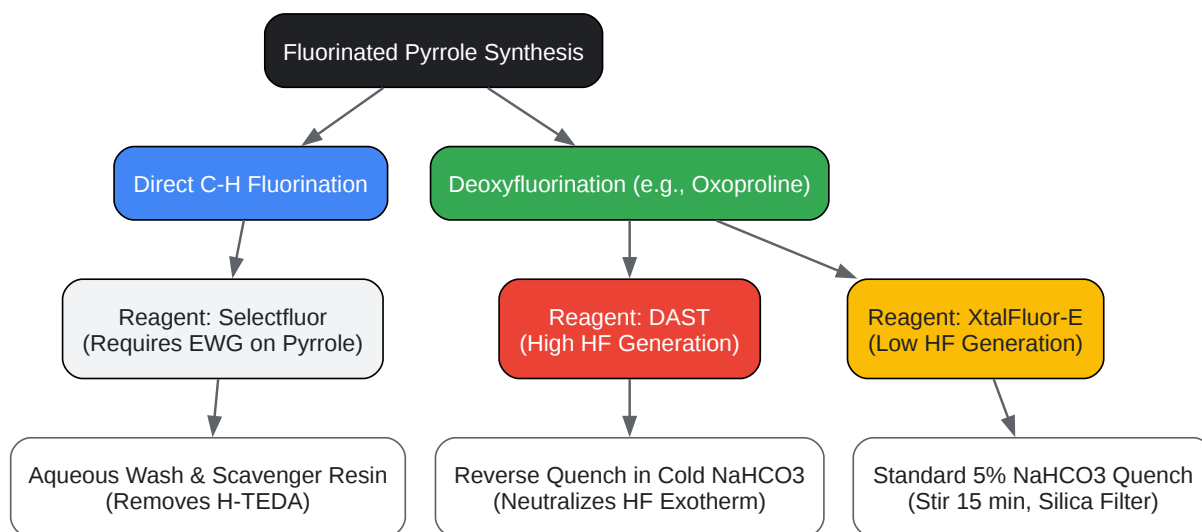 Fluorinated Pyrrole Synthesis
Direct C-H Fluorination
Deoxyfluorination (e.g., Oxoproline)
Reagent: Selectfluor
(Requires EWG on Pyrrole)
Reagent: DAST
(High HF Generation)
Reagent: XtalFluor-E
(Low HF Generation)
Aqueous Wash & Scavenger Resin
(Removes H-TEDA)
Reverse Quench in Cold NaHCO3
(Neutralizes HF Exotherm)
Standard 5% NaHCO3 Quench
(Stir 15 min, Silica Filter)